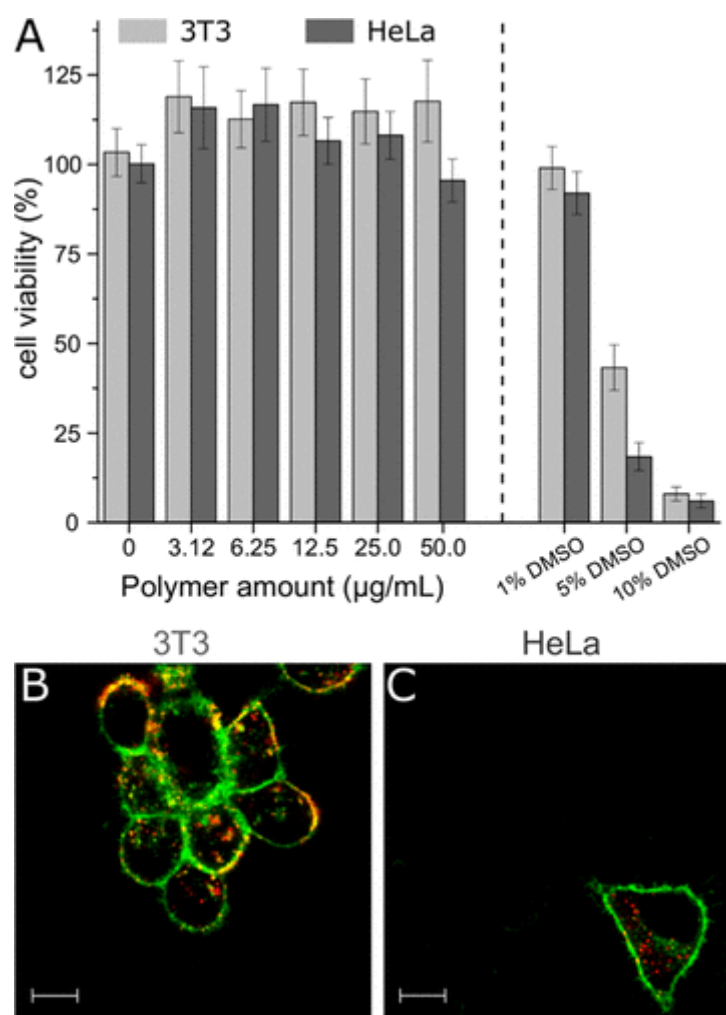 A
3T3 HeLa
cell viability (%)
125
100
75
50
25
0
0 3.12 6.25 12.5 25.0 50.0
1% DMSO 5% DMSO 10% DMSO
Polymer amount (µg/mL)
3T3 HeLa
B C